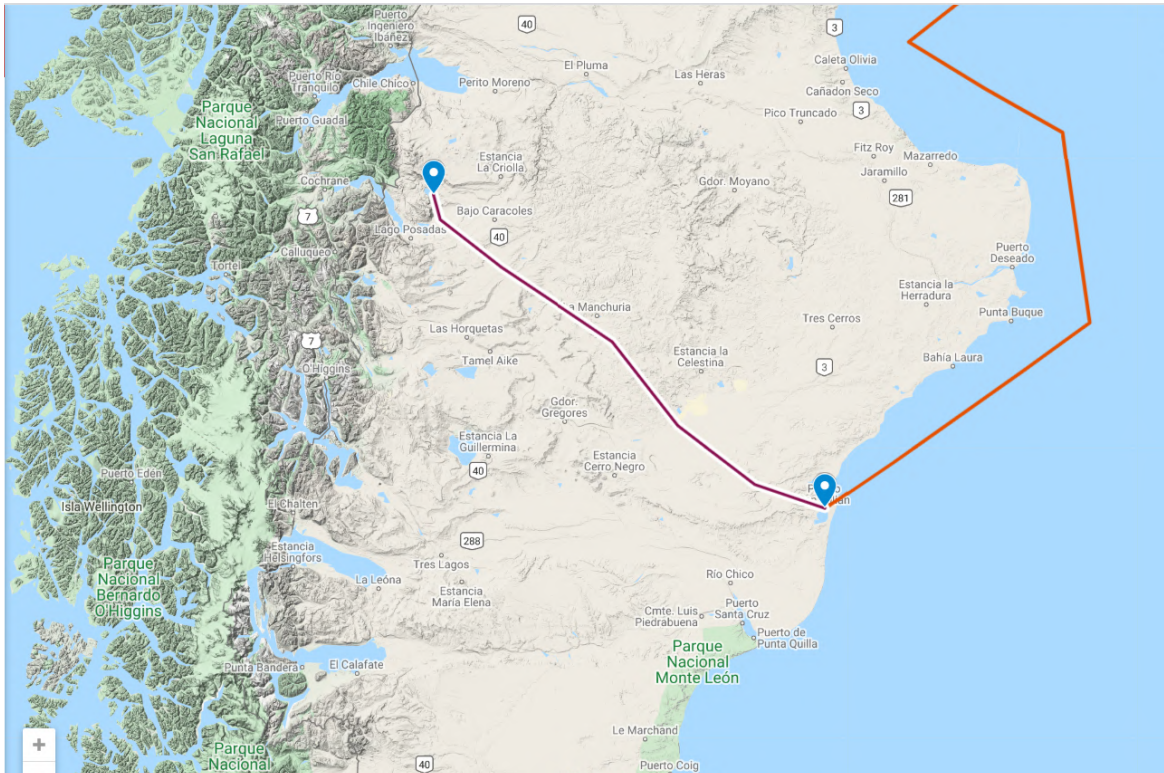 Puerto
Ingeniero
Ibáñez
40
3
Caleta Olivia
El Pluma
Las Heras
Puerto Río
Tranquilo
Chile Chico
Perito Moreno
Cañadon Seco
Parque
Nacional
Laguna
San Rafael
Puerto Guadal
Pico Truncado
3
Fitz Roy
Mazarredo
Jaramillo
Estancia
La Criolla
Cochrane
Gdor. Moyano
281
7
Bajo Caracoles
Lago Posadas
40
Calluqueo
Tortel
Puerto
Deseado
Estancia la
Herradura
Manchuria
Punta Buque
Las Horquetas
Tres Cerros
7
O'Higgins
Tamel Aike
Estancia la
Celestina
3
Bahía Laura
Gdor.
Gregores
Estancia La
Guillermina
Estancia
Cerro Negro
40
Puerto Edén
Isla Wellington
El Chalten
288
Estancia
Helsingfors
Tres Lagos
La Leóna
Estancia
María Elena
Parque
Nacional
Bernardo
O'Higgins
Río Chico
Cmte. Luis
Piedrabuena
Puerto
Santa Cruz
Puerto de
Punta Quilla
Parque
Nacional
Monte León
Punta Bandera
El Calafate
Le Marchand
Parque
Nacional
40
Puerto Coig
+